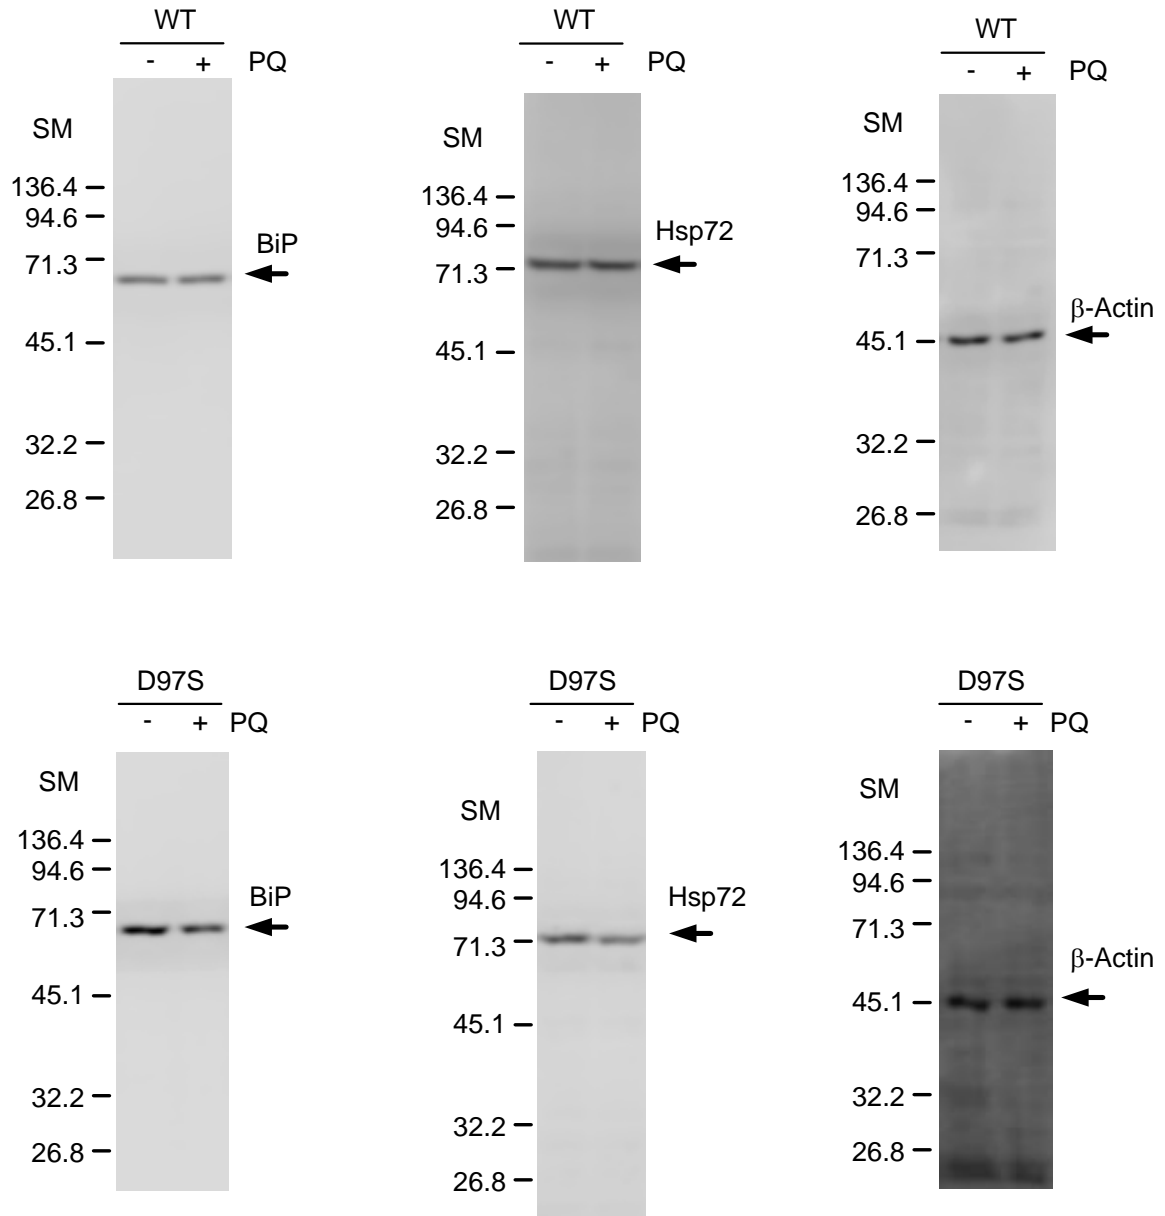 WT
- + PQ
SM
136.4
94.6
71.3
45.1
32.2
26.8
BiP
WT
- + PQ
SM
136.4
94.6
71.3
45.1
32.2
26.8
Hsp72
WT
- + PQ
SM
136.4
94.6
71.3
45.1
32.2
26.8
β-Actin
D97S
- + PQ
SM
136.4
94.6
71.3
45.1
32.2
26.8
BiP
D97S
- + PQ
SM
136.4
94.6
71.3
45.1
32.2
26.8
Hsp72
D97S
- + PQ
SM
136.4
94.6
71.3
45.1
32.2
26.8
β-Actin